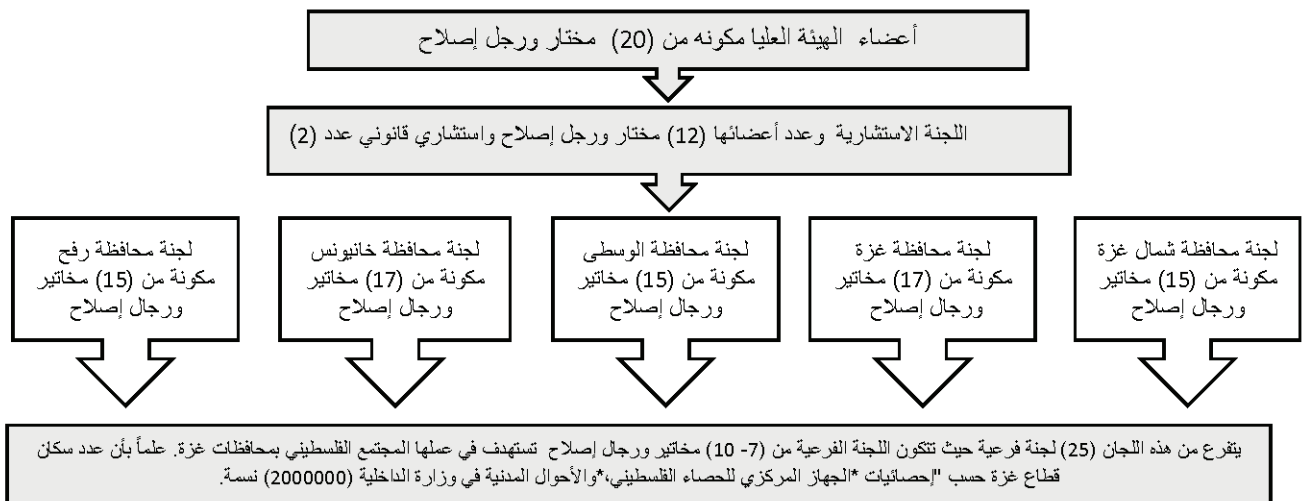 أعضاء الهيئة العليا مكونه من (20) مختار ورجل إصلاح
اللجنة الاستشارية وعدد أعضائها (12) مختار ورجل إصلاح واستشاري قانوني عدد (2)
لجنة محافظة شمال غزة
مكونة من (15) مخاتير
ورجال إصلاح
لجنة محافظة غزة
مكونة من (17) مخاتير
ورجال إصلاح
لجنة محافظة الوسطى
مكونة من (15) مخاتير
ورجال إصلاح
لجنة محافظة خانيونس
مكونة من (17) مخاتير
ورجال إصلاح
لجنة محافظة رفح
مكونة من (15) مخاتير
ورجال إصلاح
يتفرع من هذه اللجان (25) لجنة فرعية حيث تتكون اللجنة الفرعية من (7- 10) مخاتير ورجال إصلاح تستهدف في عملها المجتمع الفلسطيني بمحافظات غزة. علماً بأن عدد سكان
قطاع غزة حسب "إحصائيات *الجهاز المركزي للحصاء الفلسطيني،*والأحوال المدنية في وزارة الداخلية (2000000) نسمة.